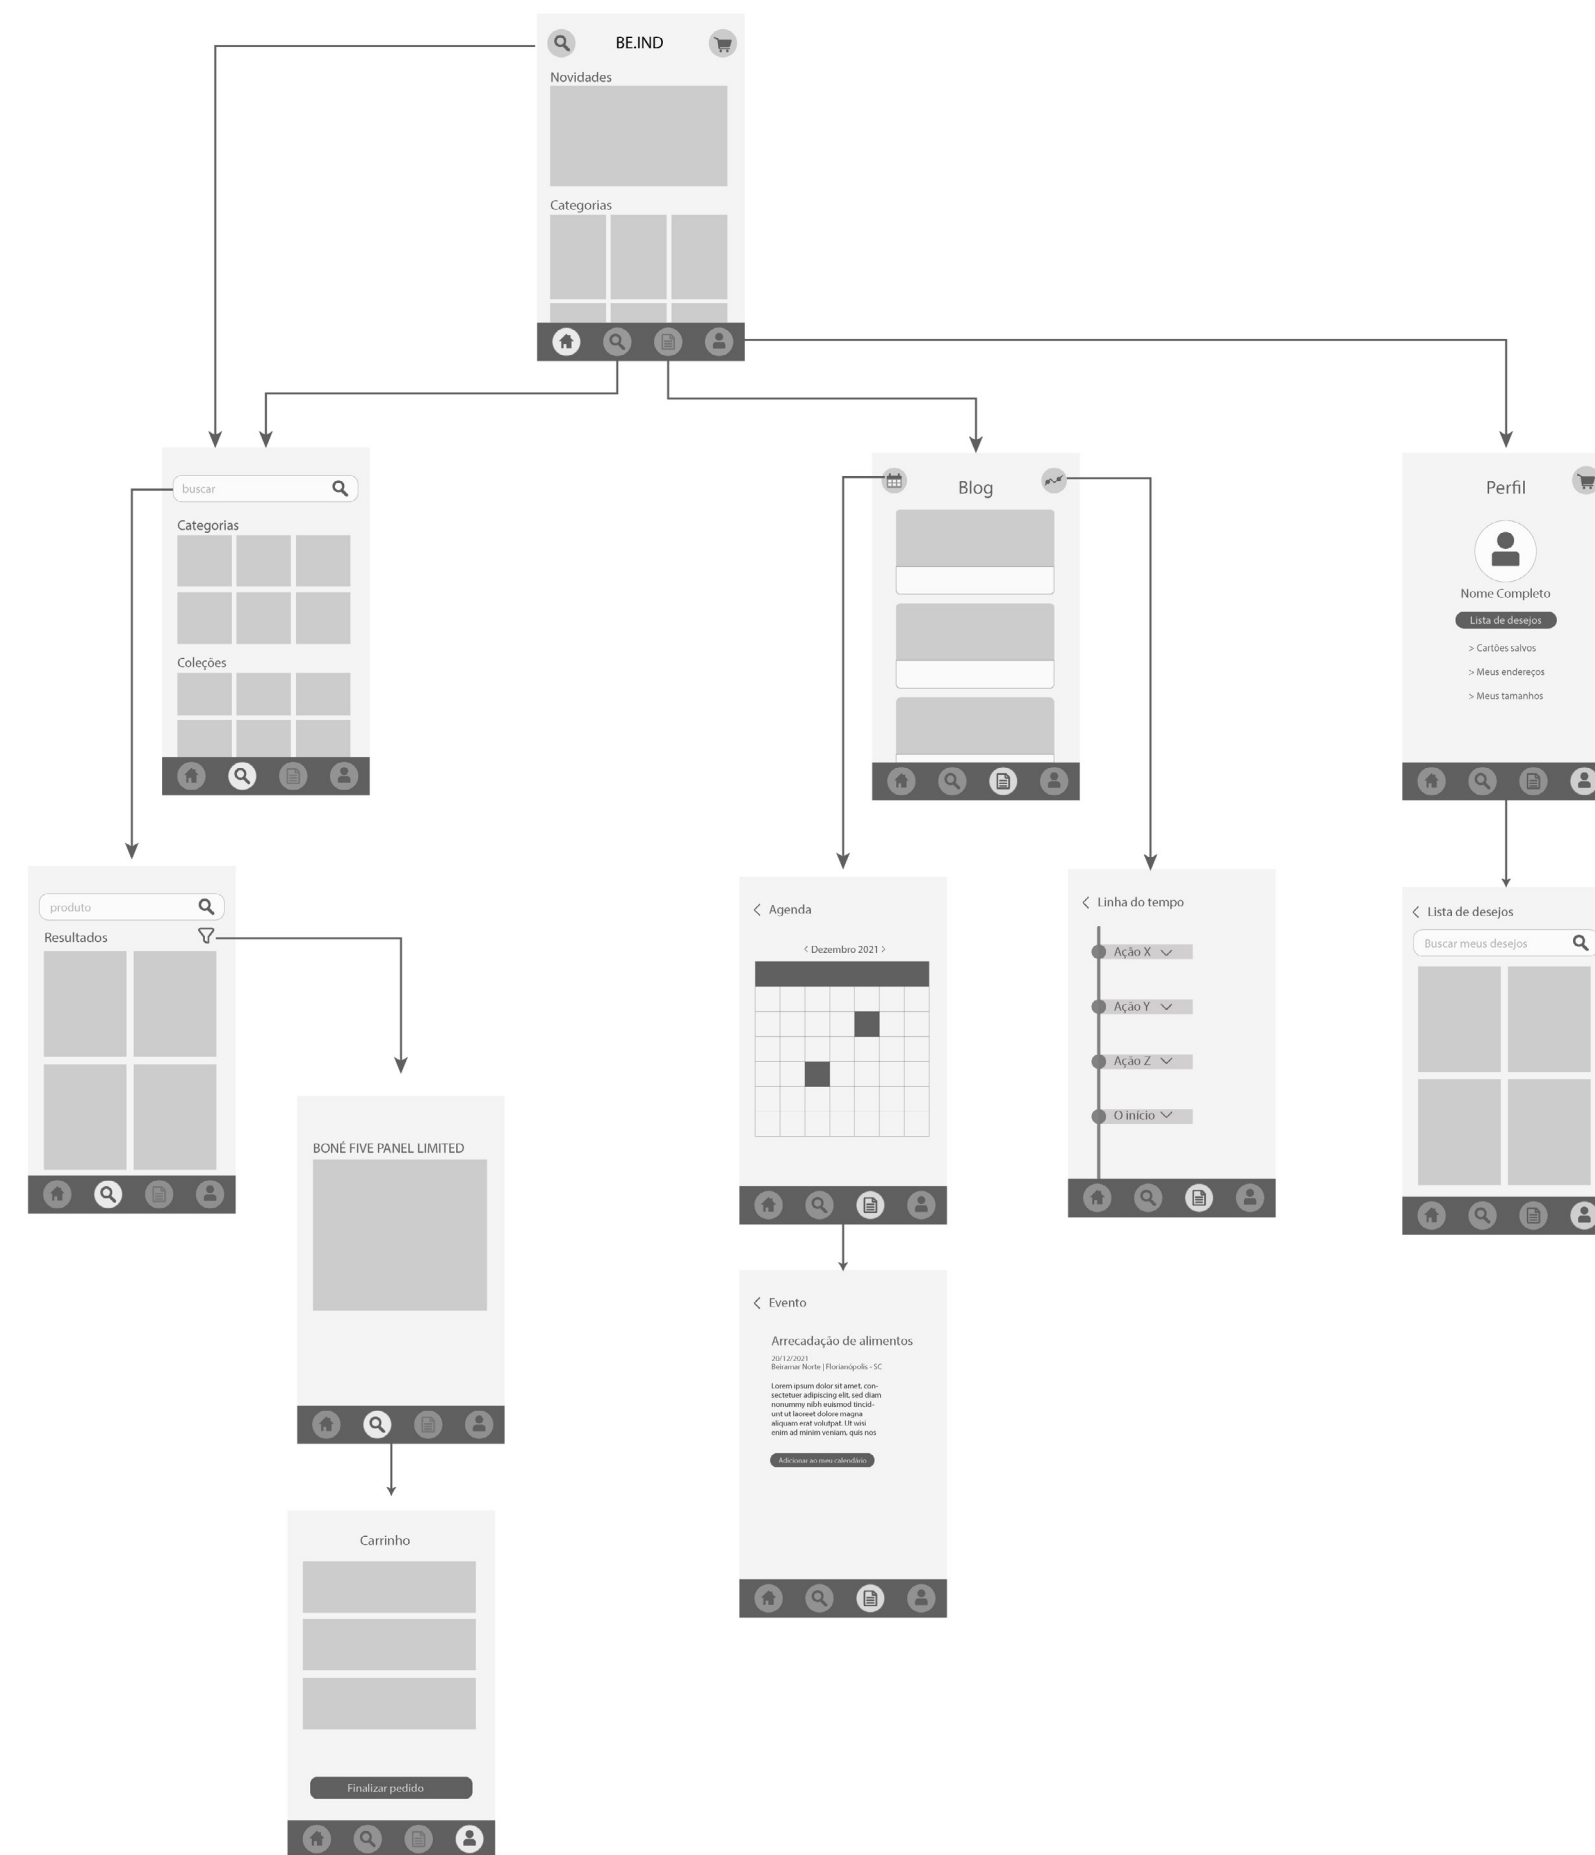 BE.IND
Novidades
Categorias
buscar
Categorias
Coleções
Blog
Perfil
Nome Completo
Lista de desejos
> Cartões salvos
> Meus endereços
> Meus tamanhos
produto
Resultados
Agenda
< Dezembro 2021 >
Linha do tempo
Ação X
Ação Y
Ação Z
O início
Lista de desejos
Buscar meus desejos
BONÉ FIVE PANEL LIMITED
Evento
Arrecadação de alimentos
20/12/2021
Beiramar Norte | Florianópolis - SC
Lorem ipsum dolor sit amet, con-
sectetuer adipiscing elit, sed diam
nonummy nibh euismod tincid-
unt ut laoreet dolore magna
aliquam erat volutpat. Ut wisi
enim ad minim veniam, quis nos
Adicionar ao meu calendário
Carrinho
Finalizar pedido